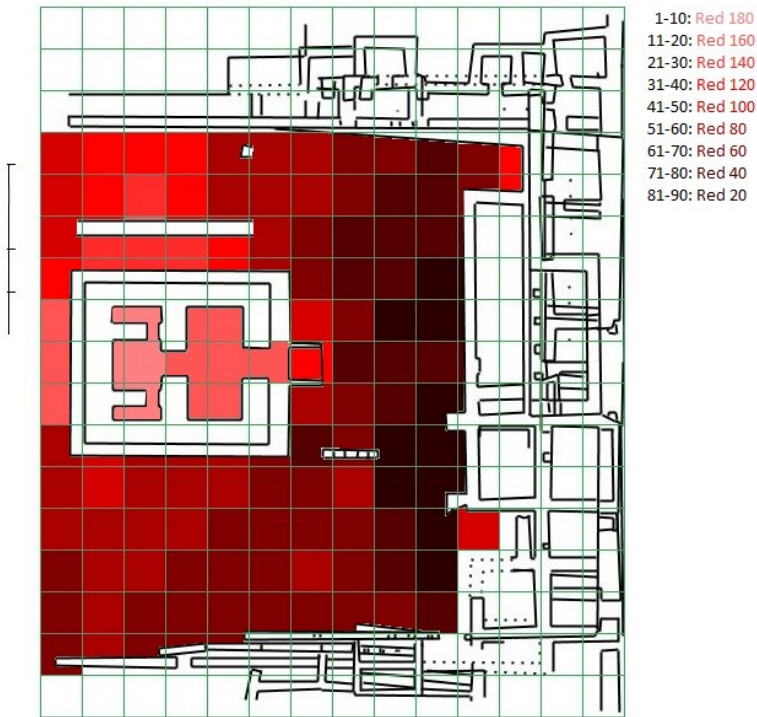 1-10: Red 180
11-20: Red 160
21-30: Red 140
31-40: Red 120
41-50: Red 100
51-60: Red 80
61-70: Red 60
71-80: Red 40
81-90: Red 20